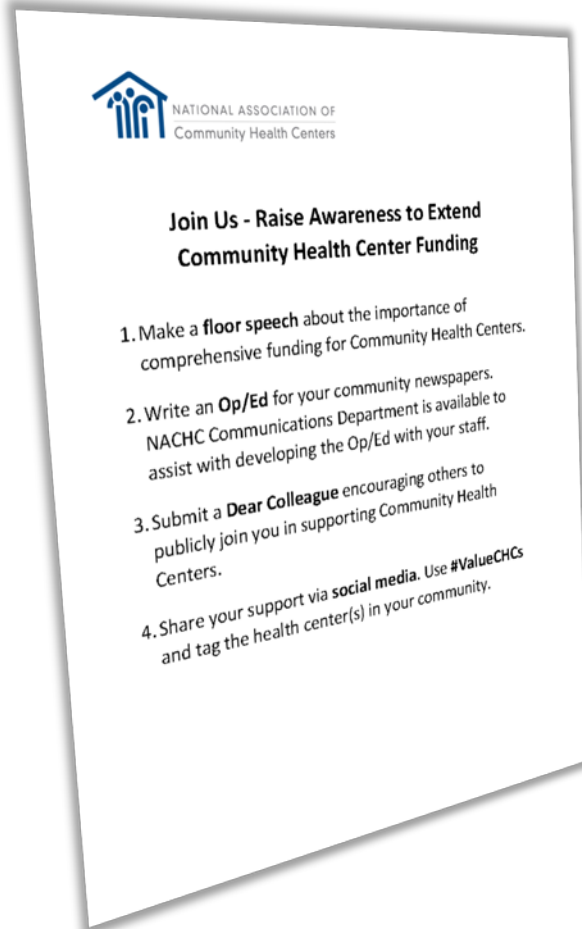 NATIONAL ASSOCIATION OF
Community Health Centers
Join Us - Raise Awareness to Extend
Community Health Center Funding
1. Make a floor speech about the importance of
comprehensive funding for Community Health Centers.
2. Write an Op/Ed for your community newspapers.
NACHC Communications Department is available to
assist with developing the Op/Ed with your staff.
3. Submit a Dear Colleague encouraging others to
publicly join you in supporting Community Health
Centers.
4. Share your support via social media. Use #ValueCHCs
and tag the health center(s) in your community.